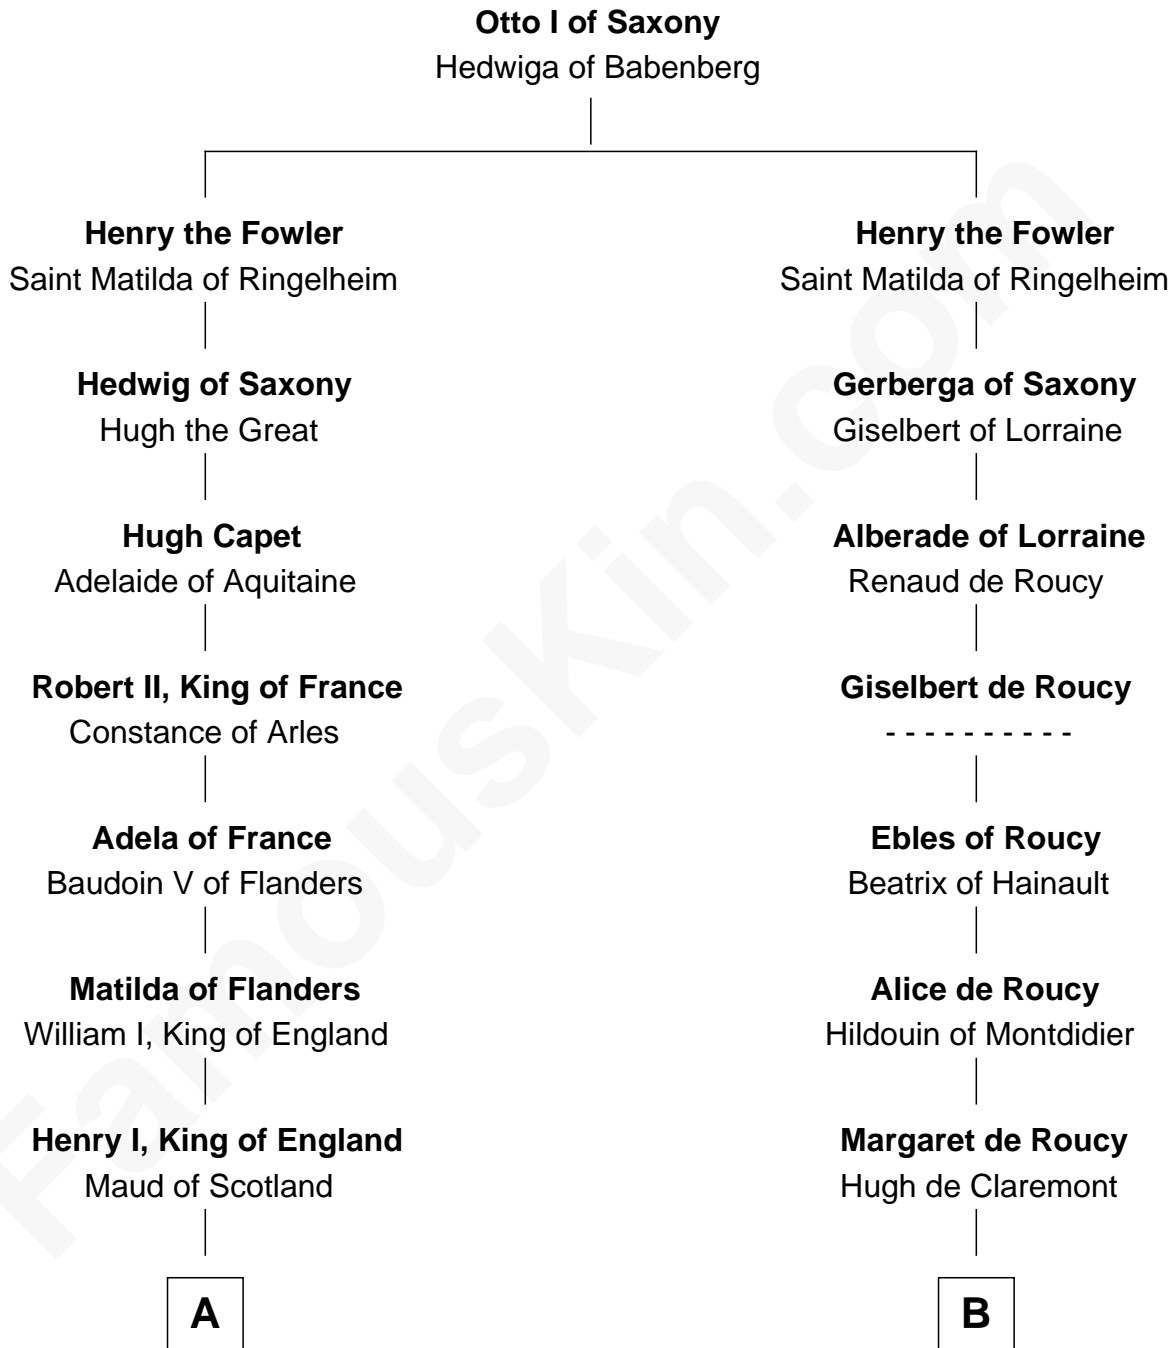 Otto I of Saxony
Hedwiga of Babenberg
Henry the Fowler
Saint Matilda of Ringelheim
Hedwig of Saxony
Hugh the Great
Hugh Capet
Adelaide of Aquitaine
Robert II, King of France
Constance of Arles
Adela of France
Baudoin V of Flanders
Matilda of Flanders
William I, King of England
Henry I, King of England
Maud of Scotland
A
Henry the Fowler
Saint Matilda of Ringelheim
Gerberga of Saxony
Giselbert of Lorraine
Alberade of Lorraine
Renaud de Roucy
Giselbert de Roucy
- - - - - - - - - -
Ebles of Roucy
Beatrix of Hainault
Alice de Roucy
Hildouin of Montdidier
Margaret de Roucy
Hugh de Claremont
B
FamousKin.com